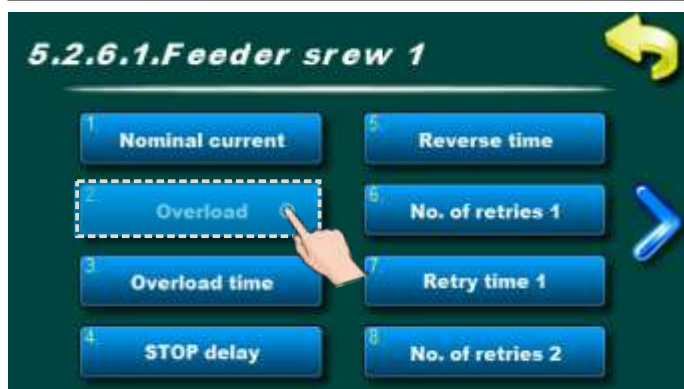 5.2.6.1.Feeder srew 1
1. Nominal current
2. Overload
3. Overload time
4. STOP delay
5. Reverse time
6. No. of retries 1
7. Retry time 1
8. No. of retries 2